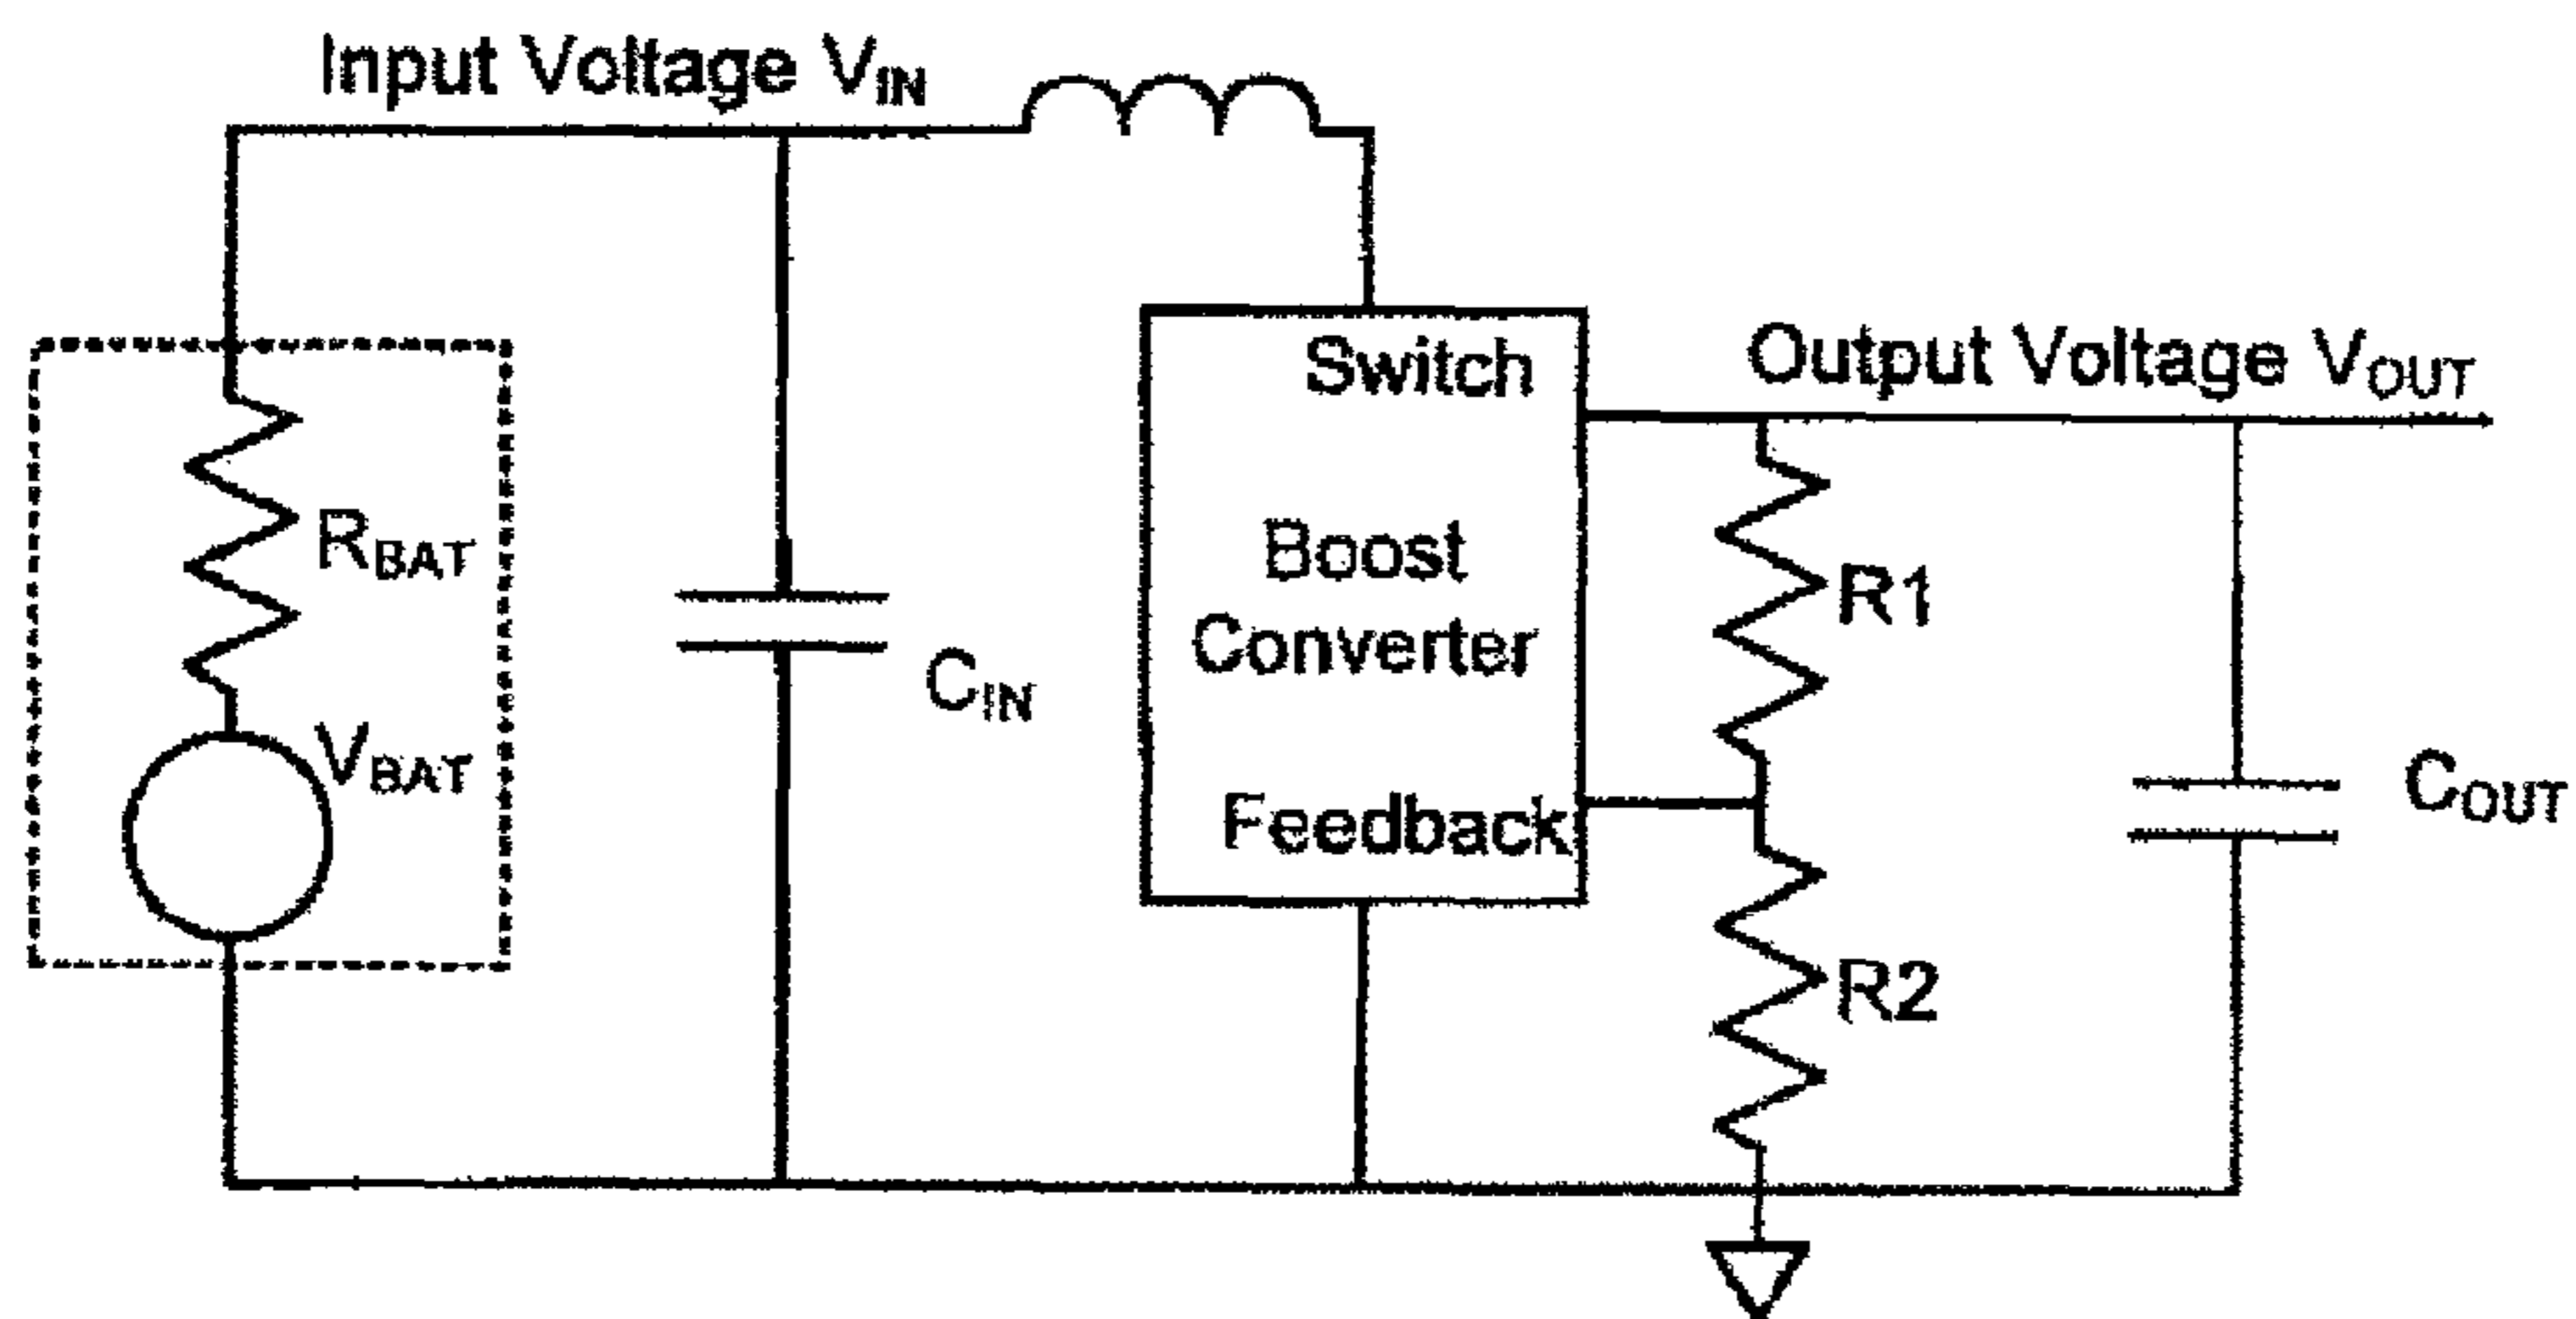 Input Voltage VIN
Switch
Output Voltage VOUT
RBAT
Boost
Converter
R1
CIN
VBAT
Feedback
COUT
R2